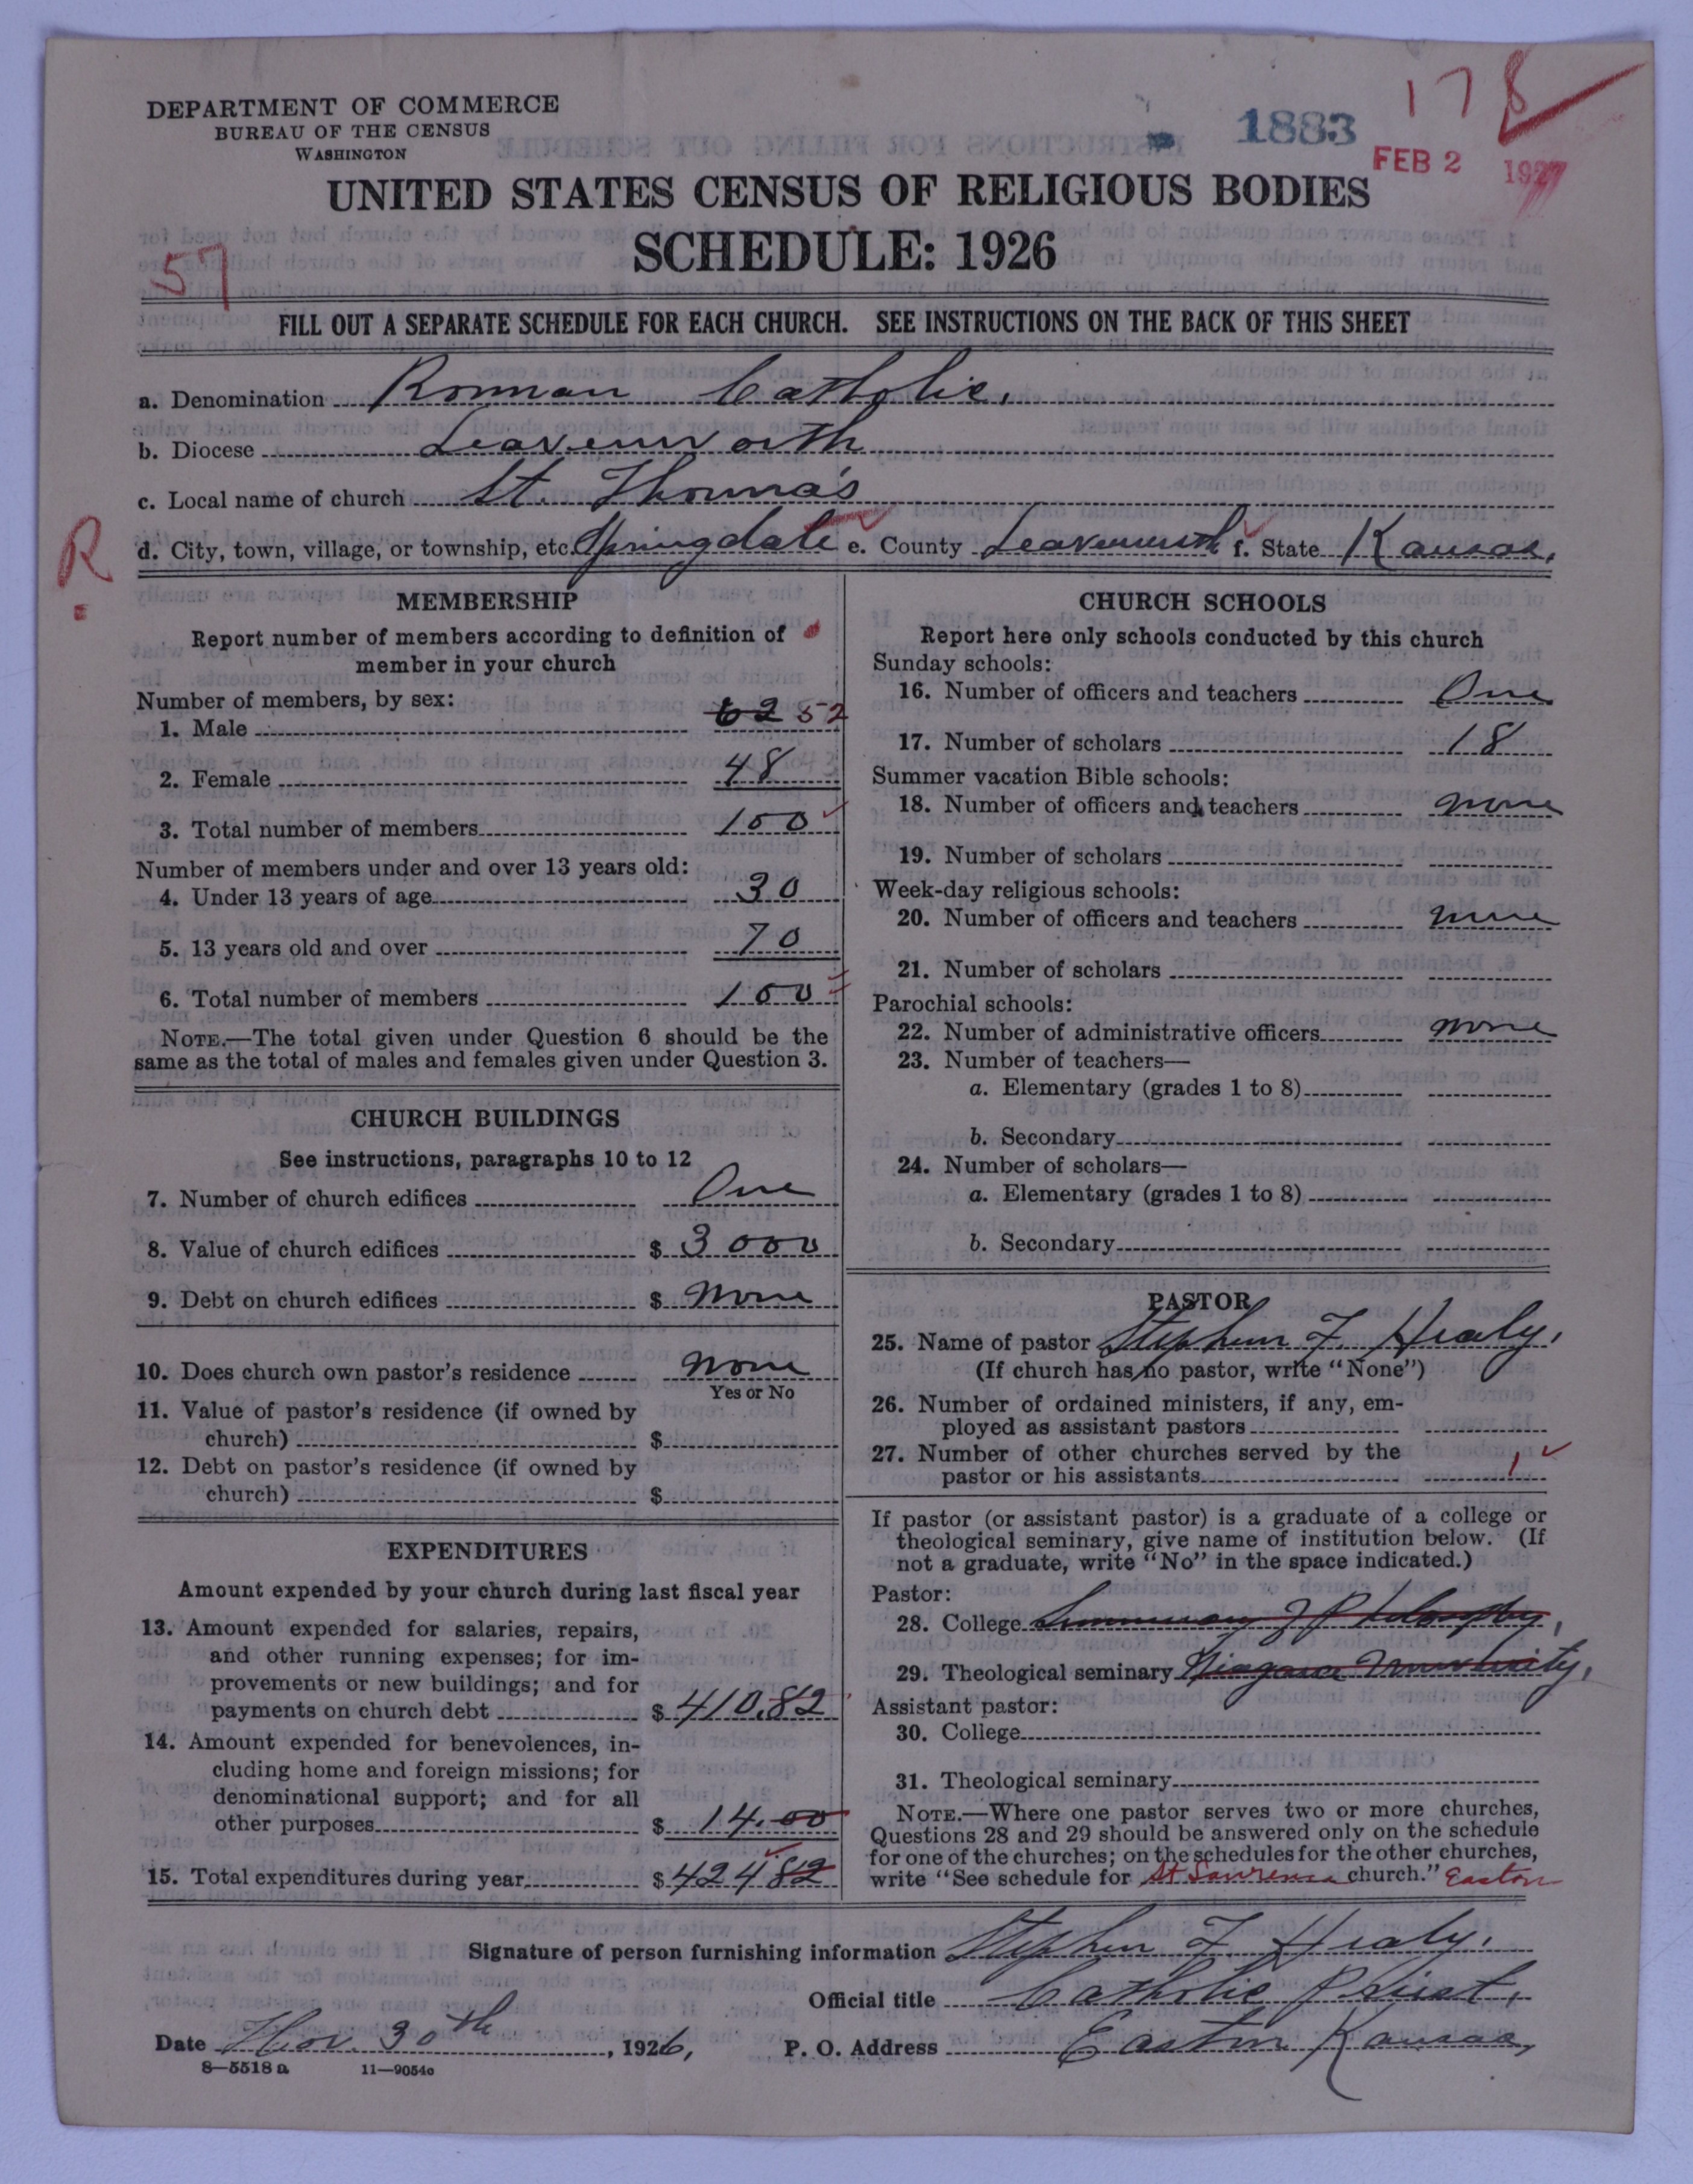 DEPARTMENT OF COMMERCE
BUREAU OF THE CENSUS
WASHINGTON
1883
178
FEB 2 1927
UNITED STATES CENSUS OF RELIGIOUS BODIES
SCHEDULE: 1926
57
FILL OUT A SEPARATE SCHEDULE FOR EACH CHURCH. SEE INSTRUCTIONS ON THE BACK OF THIS SHEET
a. Denomination Roman Catholic.
b. Diocese Leavenworth
c. Local name of church St. Thomas
R
d. City, town, village, or township, etc. Springdale e. County Leavenworth f. State Kansas.
MEMBERSHIP
Report number of members according to definition of
member in your church
Number of members, by sex:
1. Male 62 52
2. Female 48
3. Total number of members 100
Number of members under and over 13 years old:
4. Under 13 years of age 30
5. 13 years old and over 70
6. Total number of members 100
NOTE.—The total given under Question 6 should be the
same as the total of males and females given under Question 3.
CHURCH BUILDINGS
See instructions, paragraphs 10 to 12
7. Number of church edifices One
8. Value of church edifices $ 3000
9. Debt on church edifices $ None
10. Does church own pastor's residence None
Yes or No
11. Value of pastor's residence (if owned by
church) $
12. Debt on pastor's residence (if owned by
church) $
EXPENDITURES
Amount expended by your church during last fiscal year
13. Amount expended for salaries, repairs,
and other running expenses; for im-
provements or new buildings; and for
payments on church debt $ 410.82
14. Amount expended for benevolences, in-
cluding home and foreign missions; for
denominational support; and for all
other purposes $ 14.00
15. Total expenditures during year $ 424 82
CHURCH SCHOOLS
Report here only schools conducted by this church
Sunday schools:
16. Number of officers and teachers One
17. Number of scholars 18
Summer vacation Bible schools:
18. Number of officers and teachers None
19. Number of scholars
Week-day religious schools:
20. Number of officers and teachers None
21. Number of scholars
Parochial schools:
22. Number of administrative officers None
23. Number of teachers—
a. Elementary (grades 1 to 8)
b. Secondary
24. Number of scholars—
a. Elementary (grades 1 to 8)
b. Secondary
PASTOR
25. Name of pastor Stephen F. Healy.
(If church has no pastor, write "None")
26. Number of ordained ministers, if any, em-
ployed as assistant pastors
27. Number of other churches served by the
pastor or his assistants 1
If pastor (or assistant pastor) is a graduate of a college or
theological seminary, give name of institution below. (If
not a graduate, write "No" in the space indicated.)
Pastor:
28. College Seminary of Philosophy,
29. Theological seminary Niagara University,
Assistant pastor:
30. College
31. Theological seminary
NOTE.—Where one pastor serves two or more churches,
Questions 28 and 29 should be answered only on the schedule
for one of the churches; on the schedules for the other churches,
write "See schedule for St Lawrence church." Easton
Signature of person furnishing information Stephen F. Healy.
Official title Catholic Priest,
Date Nov. 30th, 1926, P. O. Address Easton Kansas,
8—5518a 11—9054c